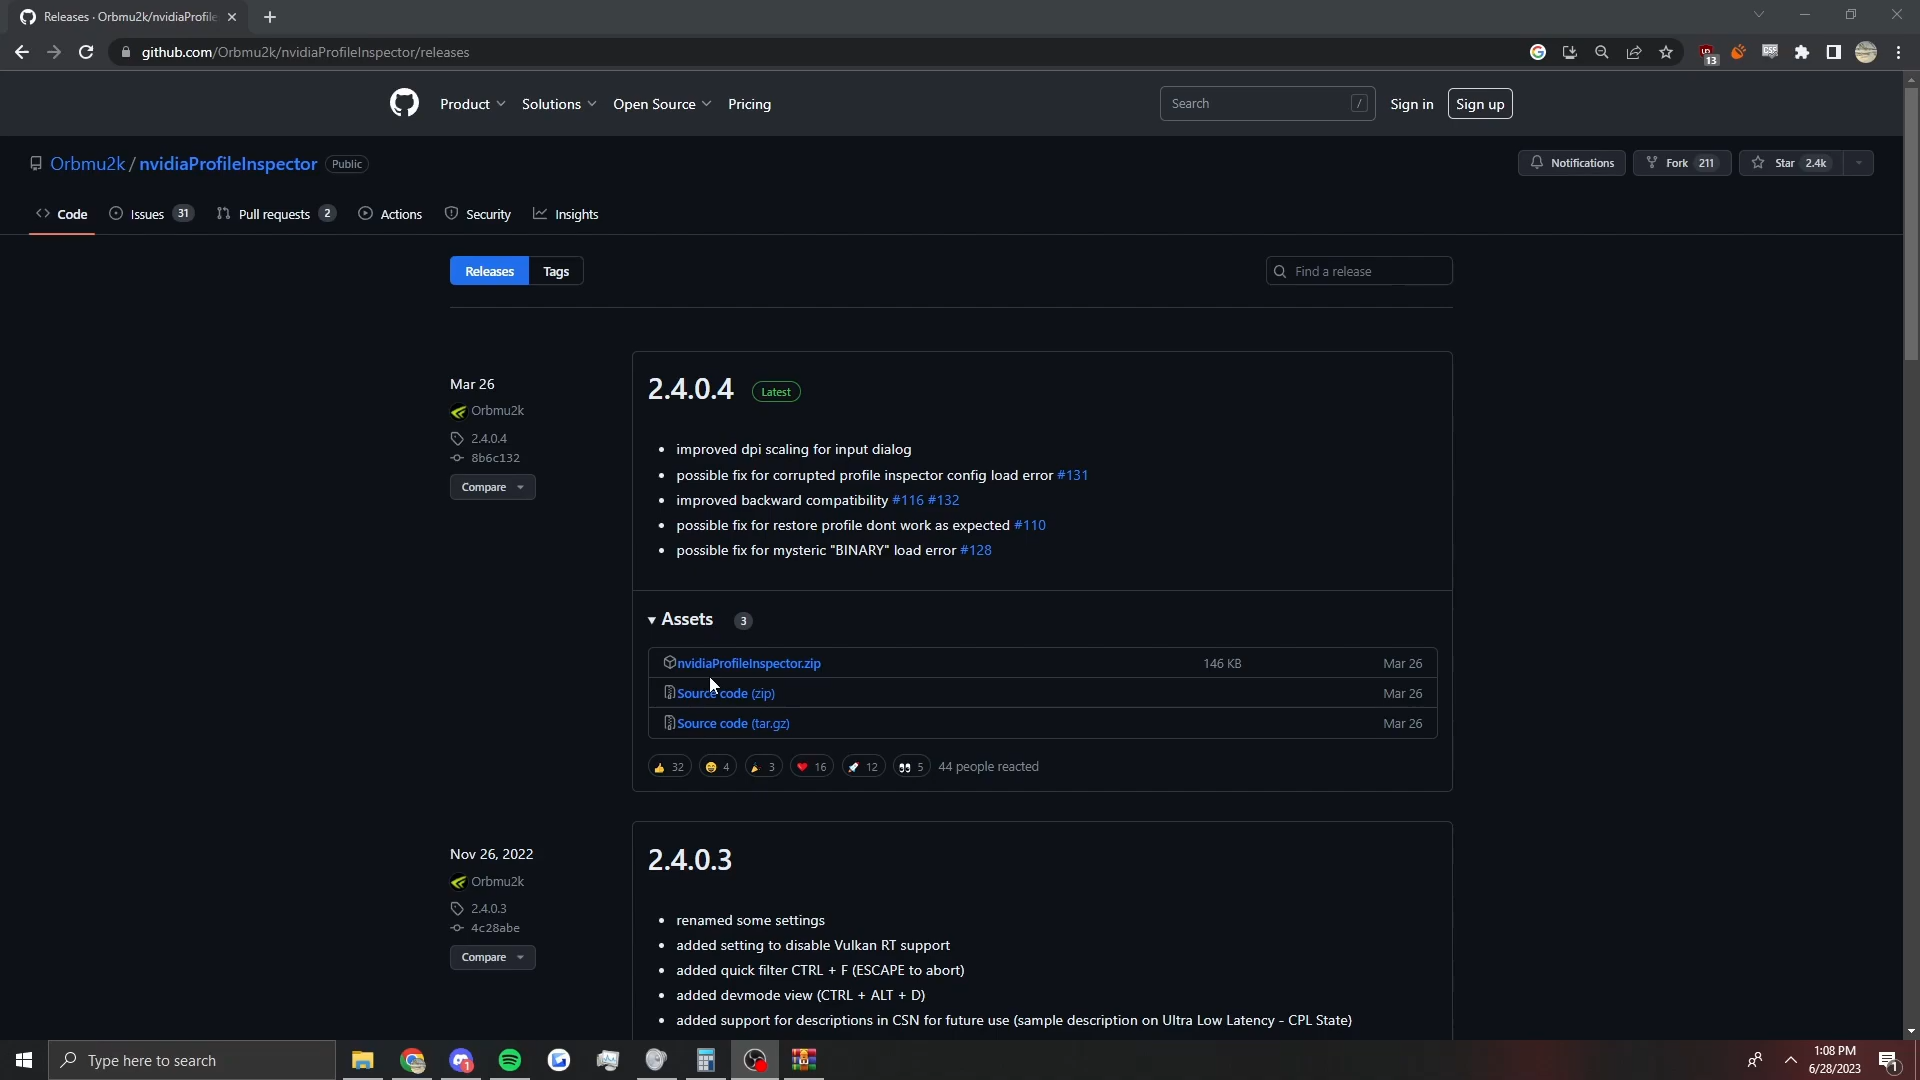 Releases · Orbmu2k/nvidiaProfile
github.com/Orbmu2k/nvidiaProfileInspector/releases
13
Product
Solutions
Open Source
Pricing
Search
/
Sign in
Sign up
Orbmu2k / nvidiaProfileInspector
Public
Notifications
Fork 211
Star 2.4k
Code
Issues 31
Pull requests 2
Actions
Security
Insights
Releases
Tags
Find a release
Mar 26
Orbmu2k
2.4.0.4
8b6c132
Compare
2.4.0.4
Latest
• improved dpi scaling for input dialog
• possible fix for corrupted profile inspector config load error #131
• improved backward compatibility #116 #132
• possible fix for restore profile dont work as expected #110
• possible fix for mysteric "BINARY" load error #128
Assets 3
nvidiaProfileInspector.zip 146 KB Mar 26
Source code (zip) Mar 26
Source code (tar.gz) Mar 26
👍 32 😄 4 🎉 3 ❤️ 16 🚀 12 👀 5 44 people reacted
Nov 26, 2022
Orbmu2k
2.4.0.3
4c28abe
Compare
2.4.0.3
• renamed some settings
• added setting to disable Vulkan RT support
• added quick filter CTRL + F (ESCAPE to abort)
• added devmode view (CTRL + ALT + D)
• added support for descriptions in CSN for future use (sample description on Ultra Low Latency - CPL State)
Type here to search
1
1:08 PM
6/28/2023
1